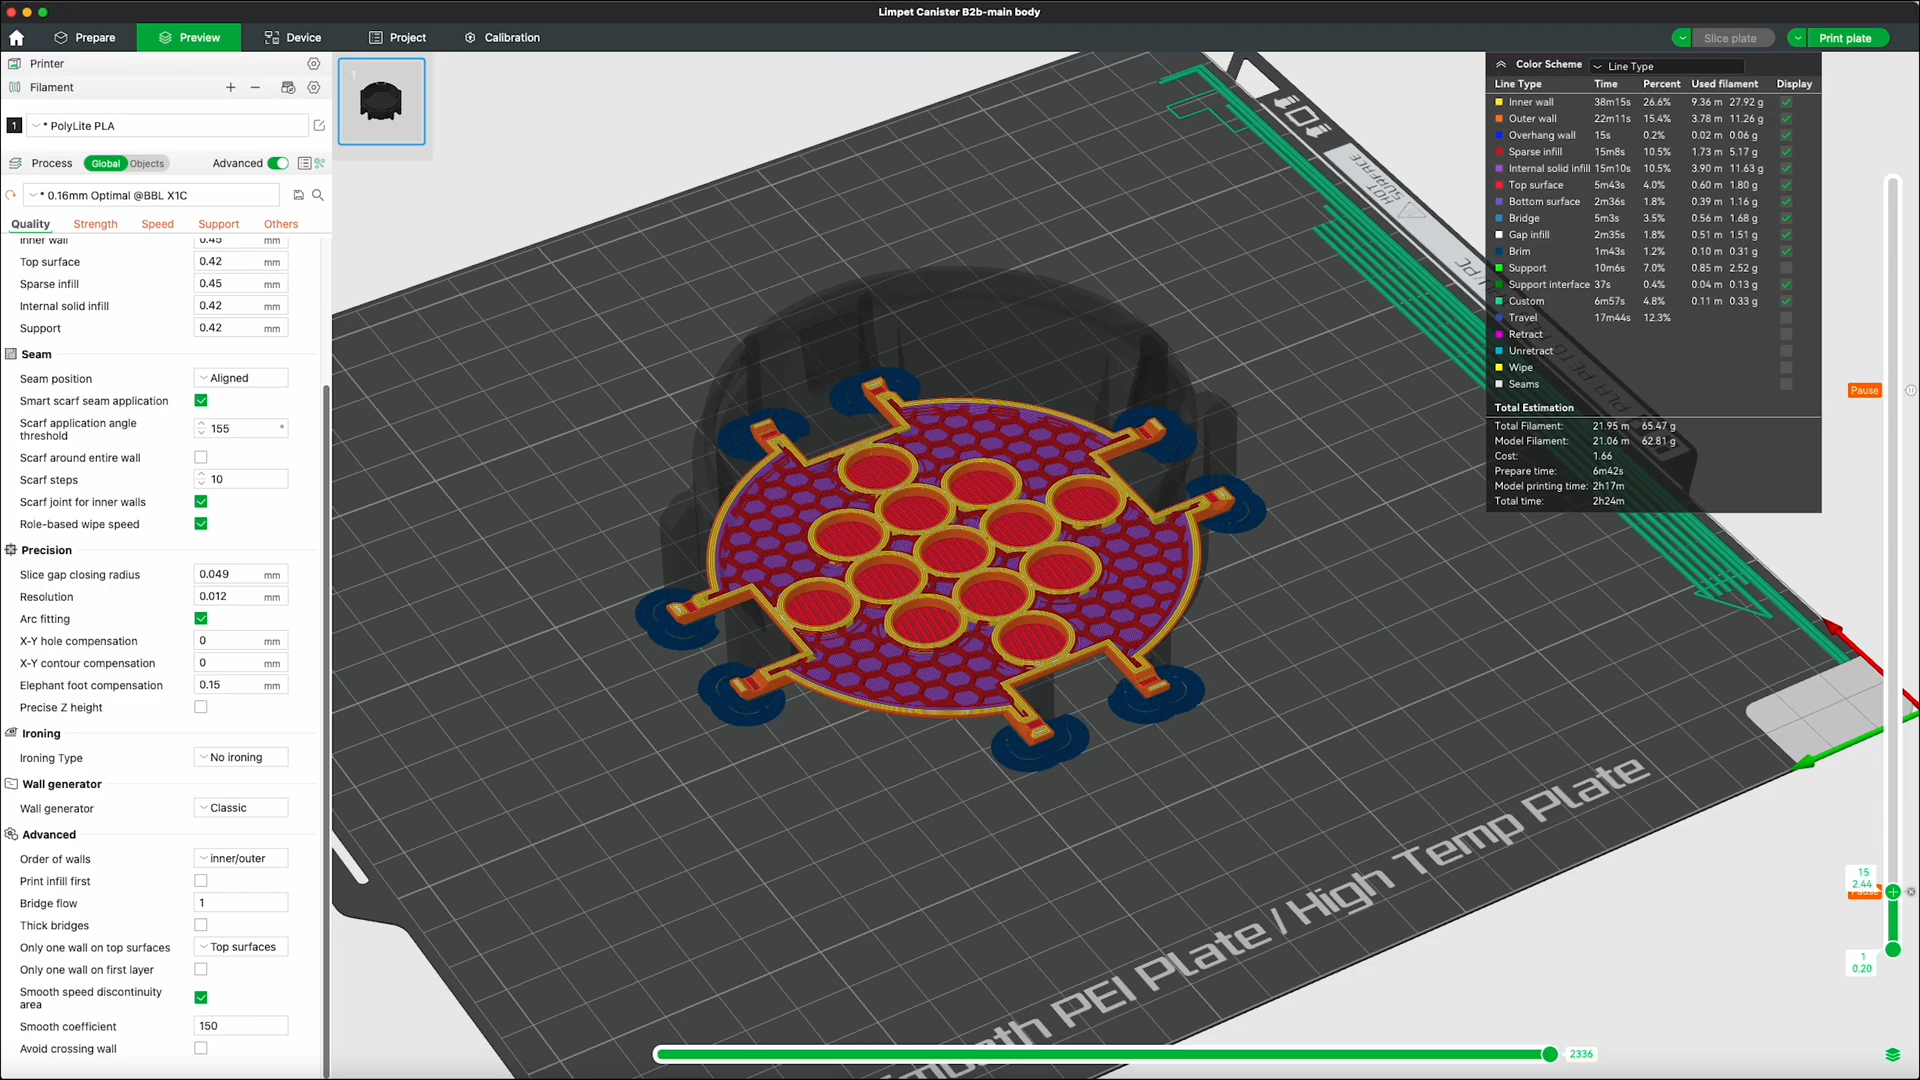 Limpet Canister B2b-main body
Prepare
Preview
Device
Project
Calibration
Slice plate
Print plate
Printer
Filament
1 * PolyLite PLA
Process Global Objects Advanced
* 0.16mm Optimal @BBL X1C
Quality Strength Speed Support Others
Inner wall 0.45 mm
Top surface 0.42 mm
Sparse infill 0.45 mm
Internal solid infill 0.42 mm
Support 0.42 mm
Seam
Seam position Aligned
Smart scarf seam application
Scarf application angle
threshold 155 °
Scarf around entire wall
Scarf steps 10
Scarf joint for inner walls
Role-based wipe speed
Precision
Slice gap closing radius 0.049 mm
Resolution 0.012 mm
Arc fitting
X-Y hole compensation 0 mm
X-Y contour compensation 0 mm
Elephant foot compensation 0.15 mm
Precise Z height
Ironing
Ironing Type No ironing
Wall generator
Wall generator Classic
Advanced
Order of walls inner/outer
Print infill first
Bridge flow 1
Thick bridges
Only one wall on top surfaces Top surfaces
Only one wall on first layer
Smooth speed discontinuity
area
Smooth coefficient 150
Avoid crossing wall
1
HOT
SURFACE
Smooth PEI Plate / High Temp Plate
Color Scheme Line Type
Line Type Time Percent Used filament Display
Inner wall 38m15s 26.6% 9.36 m 27.92 g
Outer wall 22m11s 15.4% 3.78 m 11.26 g
Overhang wall 15s 0.2% 0.02 m 0.06 g
Sparse infill 15m8s 10.5% 1.73 m 5.17 g
Internal solid infill 15m10s 10.5% 3.90 m 11.63 g
Top surface 5m43s 4.0% 0.60 m 1.80 g
Bottom surface 2m36s 1.8% 0.39 m 1.16 g
Bridge 5m3s 3.5% 0.56 m 1.68 g
Gap infill 2m35s 1.8% 0.51 m 1.51 g
Brim 1m43s 1.2% 0.10 m 0.31 g
Support 10m6s 7.0% 0.85 m 2.52 g
Support interface 37s 0.4% 0.04 m 0.13 g
Custom 6m57s 4.8% 0.11 m 0.33 g
Travel 17m44s 12.3%
Retract
Unretract
Wipe
Seams
Total Estimation
Total Filament: 21.95 m 65.47 g
Model Filament: 21.06 m 62.81 g
Cost: 1.66
Prepare time: 6m42s
Model printing time: 2h17m
Total time: 2h24m
Pause
15
2.44
1
0.20
2336